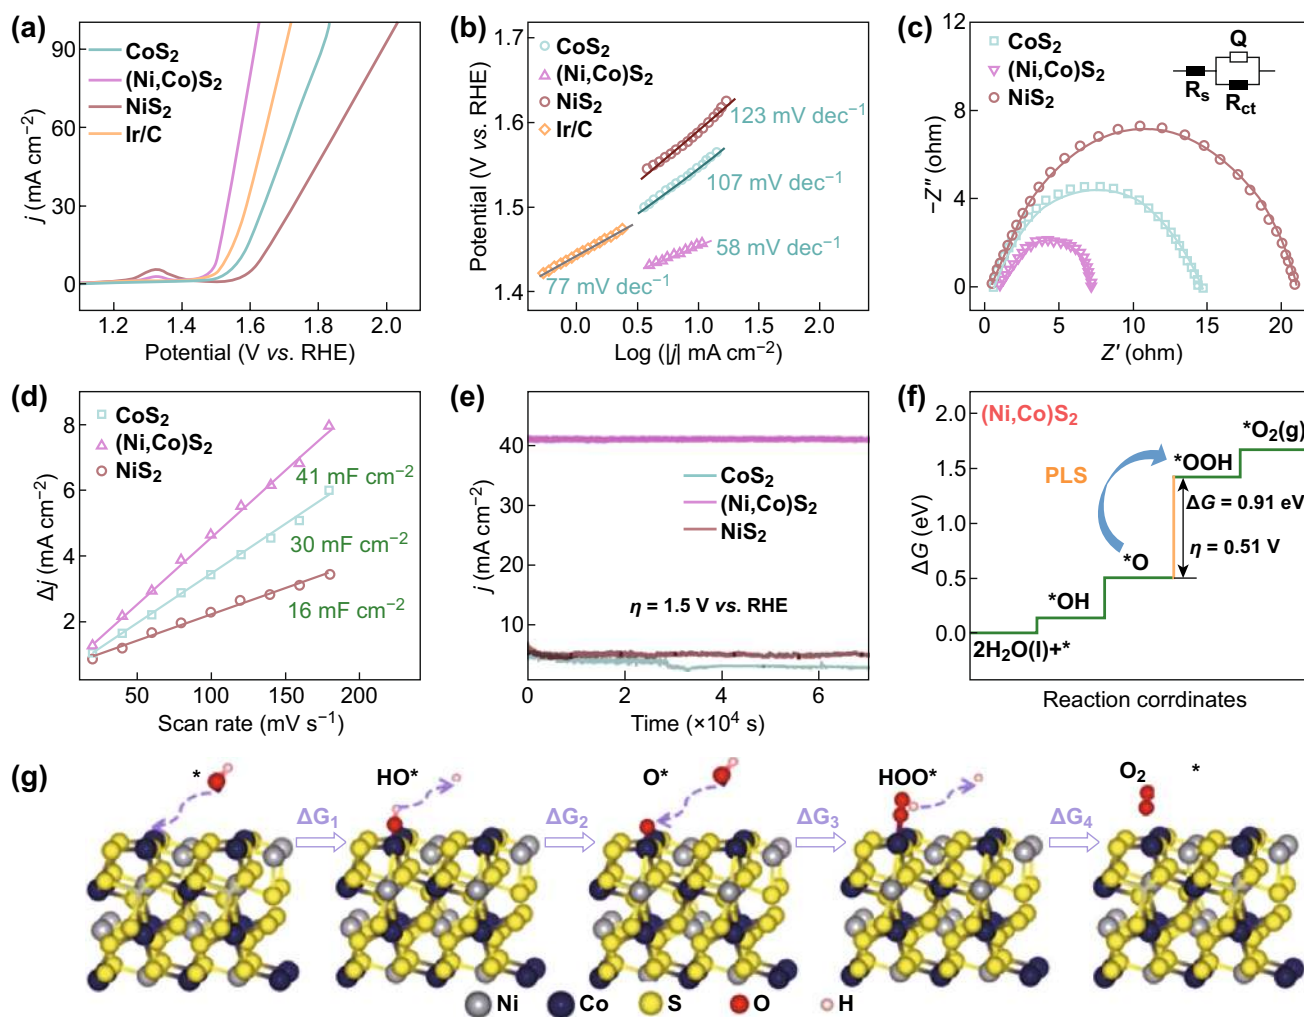 (a)
CoS2
(Ni,Co)S2
NiS2
Ir/C
90
60
30
0
j (mA cm−2)
1.2 1.4 1.6 1.8 2.0
Potential (V vs. RHE)
(b)
CoS2
(Ni,Co)S2
NiS2
Ir/C
1.7
1.6
1.5
1.4
Potential (V vs. RHE)
123 mV dec−1
107 mV dec−1
58 mV dec−1
77 mV dec−1
0.0 0.5 1.0 1.5 2.0
Log (|j| mA cm−2)
(c)
CoS2
(Ni,Co)S2
NiS2
Q
Rs
Rct
12
8
4
0
−Z″ (ohm)
0 5 10 15 20
Z′ (ohm)
(d)
CoS2
(Ni,Co)S2
NiS2
8
6
4
2
Δj (mA cm−2)
41 mF cm−2
30 mF cm−2
16 mF cm−2
50 100 150 200
Scan rate (mV s−1)
(e)
40
10
5
0
j (mA cm−2)
CoS2
(Ni,Co)S2
NiS2
η = 1.5 V vs. RHE
0 2 4 6
Time (×10⁴ s)
(f)
(Ni,Co)S2
2.0
1.5
1.0
0.5
0.0
ΔG (eV)
*O2(g)
*OOH
PLS
ΔG = 0.91 eV
η = 0.51 V
*O
*OH
2H2O(l)+*
Reaction corrdinates
(g)
* HO* O* HOO* O2 *
ΔG1 ΔG2 ΔG3 ΔG4
Ni Co S O H